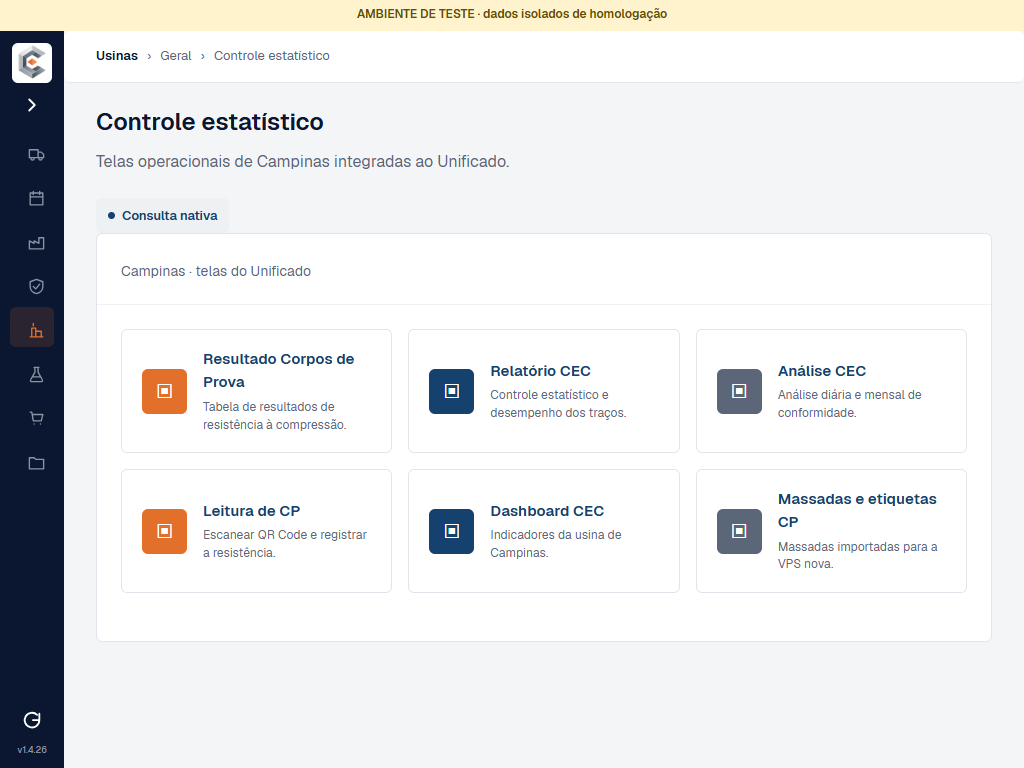 AMBIENTE DE TESTE · dados isolados de homologação
Usinas › Geral › Controle estatístico
Controle estatístico
Telas operacionais de Campinas integradas ao Unificado.
Consulta nativa
Campinas · telas do Unificado
Resultado Corpos de
Prova
Tabela de resultados de
resistência à compressão.
Relatório CEC
Controle estatístico e
desempenho dos traços.
Análise CEC
Análise diária e mensal de
conformidade.
Leitura de CP
Escanear QR Code e registrar
a resistência.
Dashboard CEC
Indicadores da usina de
Campinas.
Massadas e etiquetas
CP
Massadas importadas para a
VPS nova.
v1.4.26